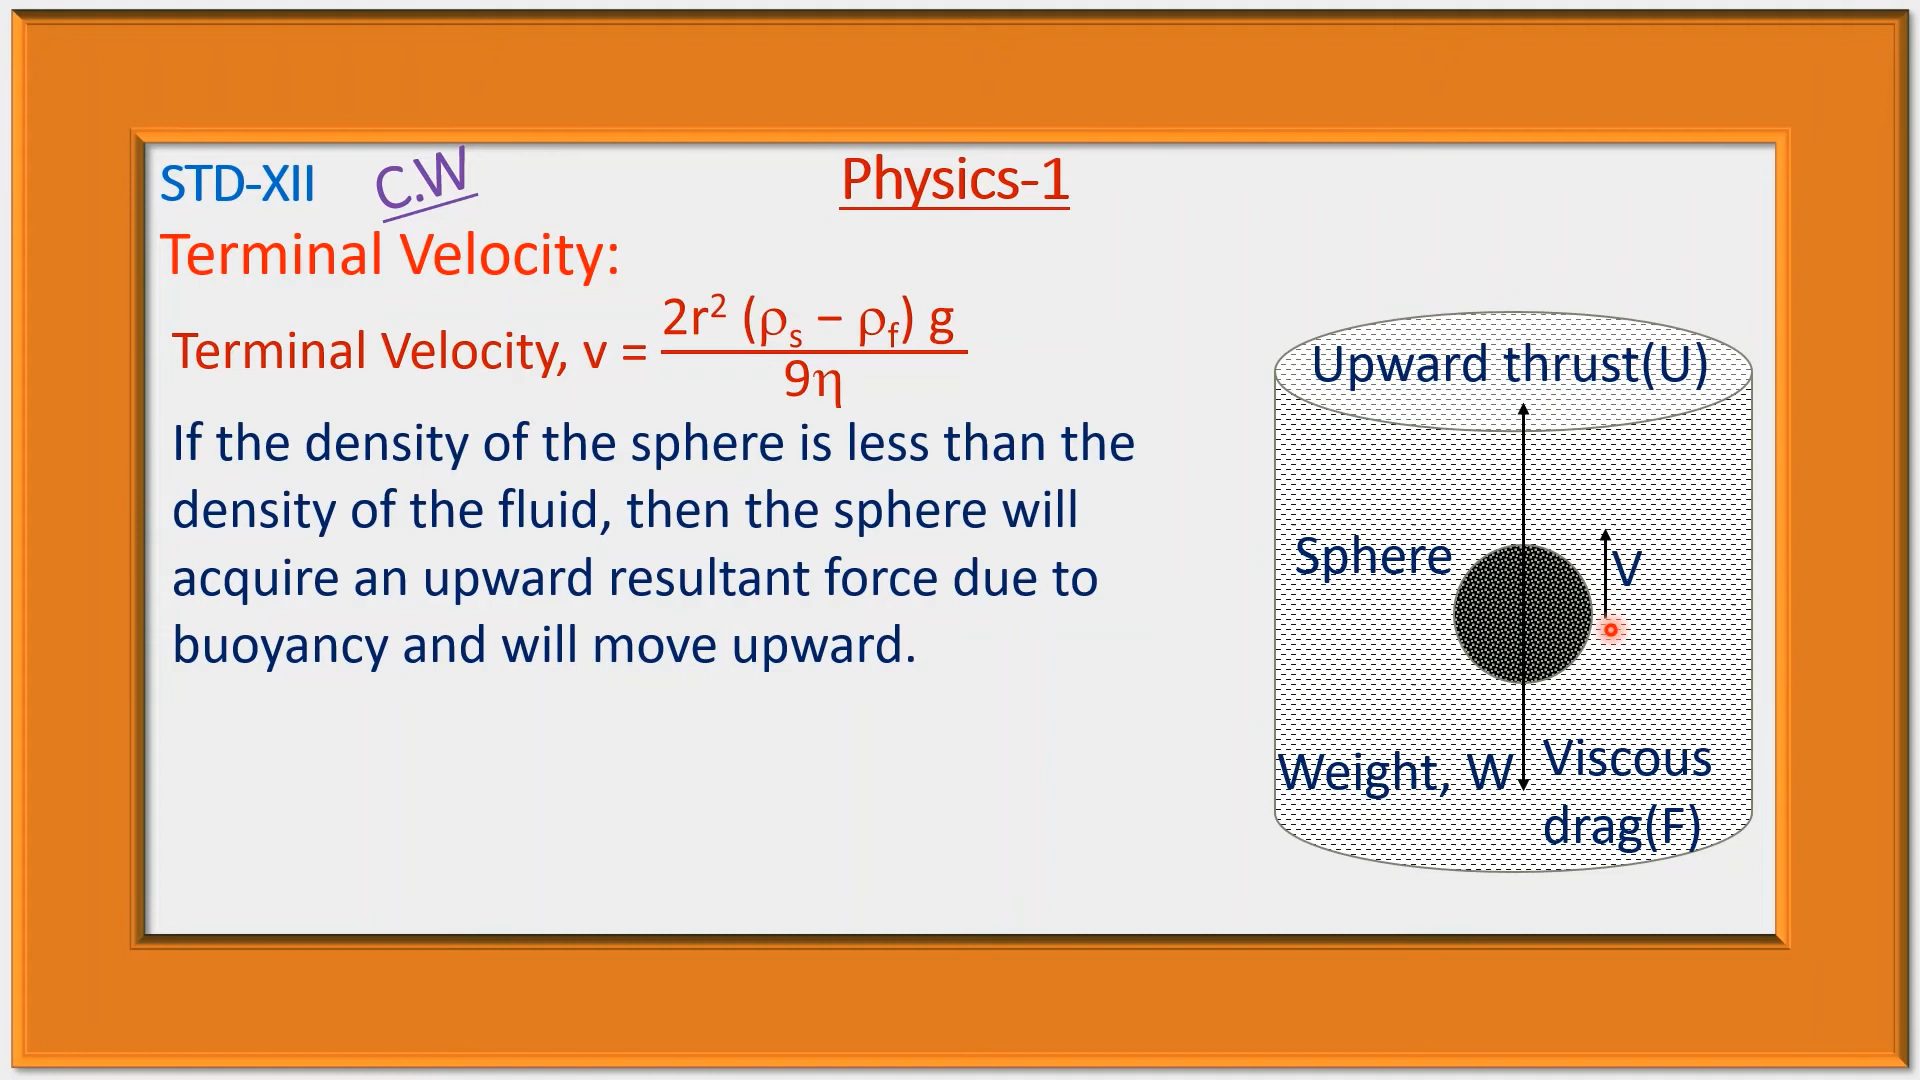 STD-XII C.W Physics-1
Terminal Velocity:
Terminal Velocity, v = 2r² (ρₛ − ρf) g / 9η
If the density of the sphere is less than the
density of the fluid, then the sphere will
acquire an upward resultant force due to
buoyancy and will move upward.
Upward thrust(U)
Sphere
V
Weight, W
Viscous
drag(F)